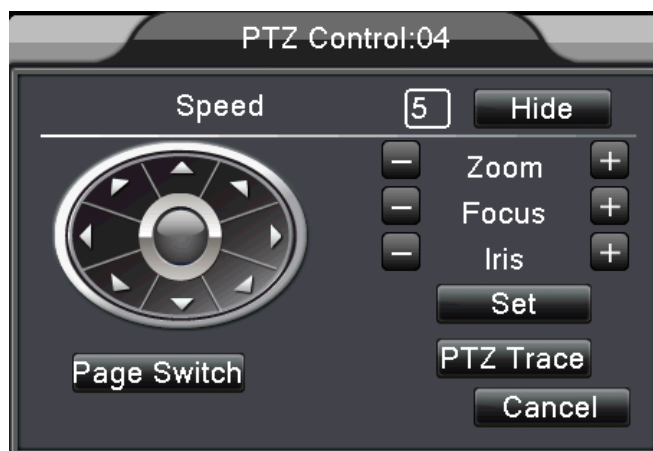 PTZ Control:04
Speed 5 Hide
− Zoom +
− Focus +
− Iris +
Set
Page Switch PTZ Trace
Cancel